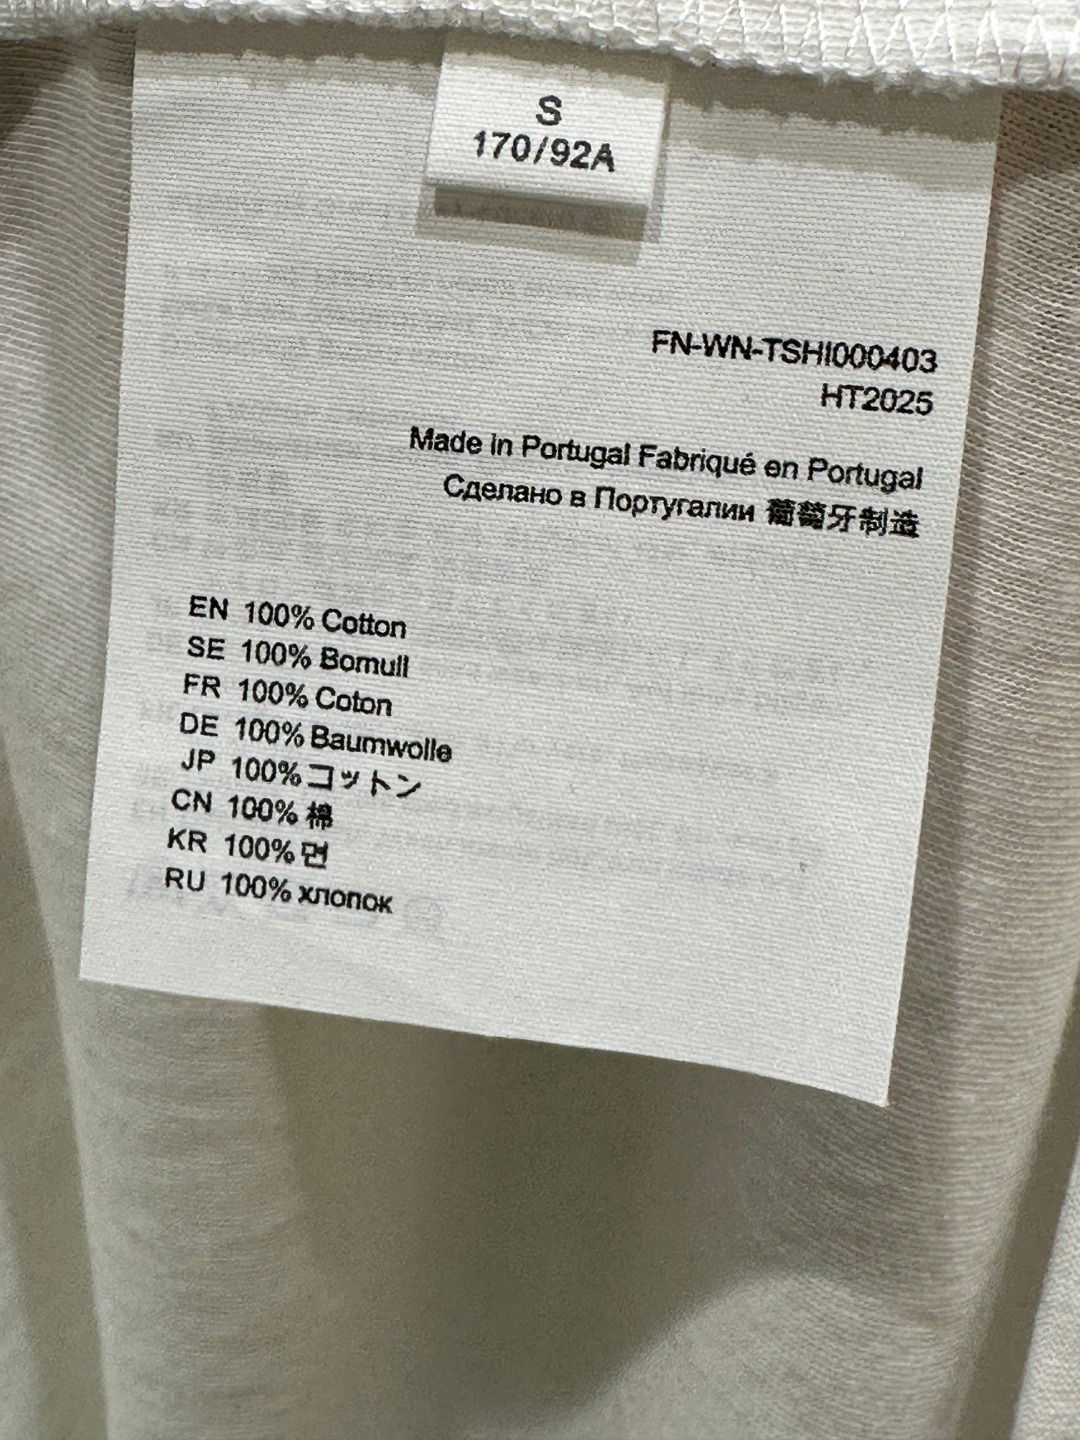 S
170/92A
FN-WN-TSHI000403
HT2025
Made in Portugal Fabriqué en Portugal
Сделано в Португалии 葡萄牙制造
EN 100% Cotton
SE 100% Bomull
FR 100% Coton
DE 100% Baumwolle
JP 100% コットン
CN 100% 棉
KR 100% 면
RU 100% хлопок